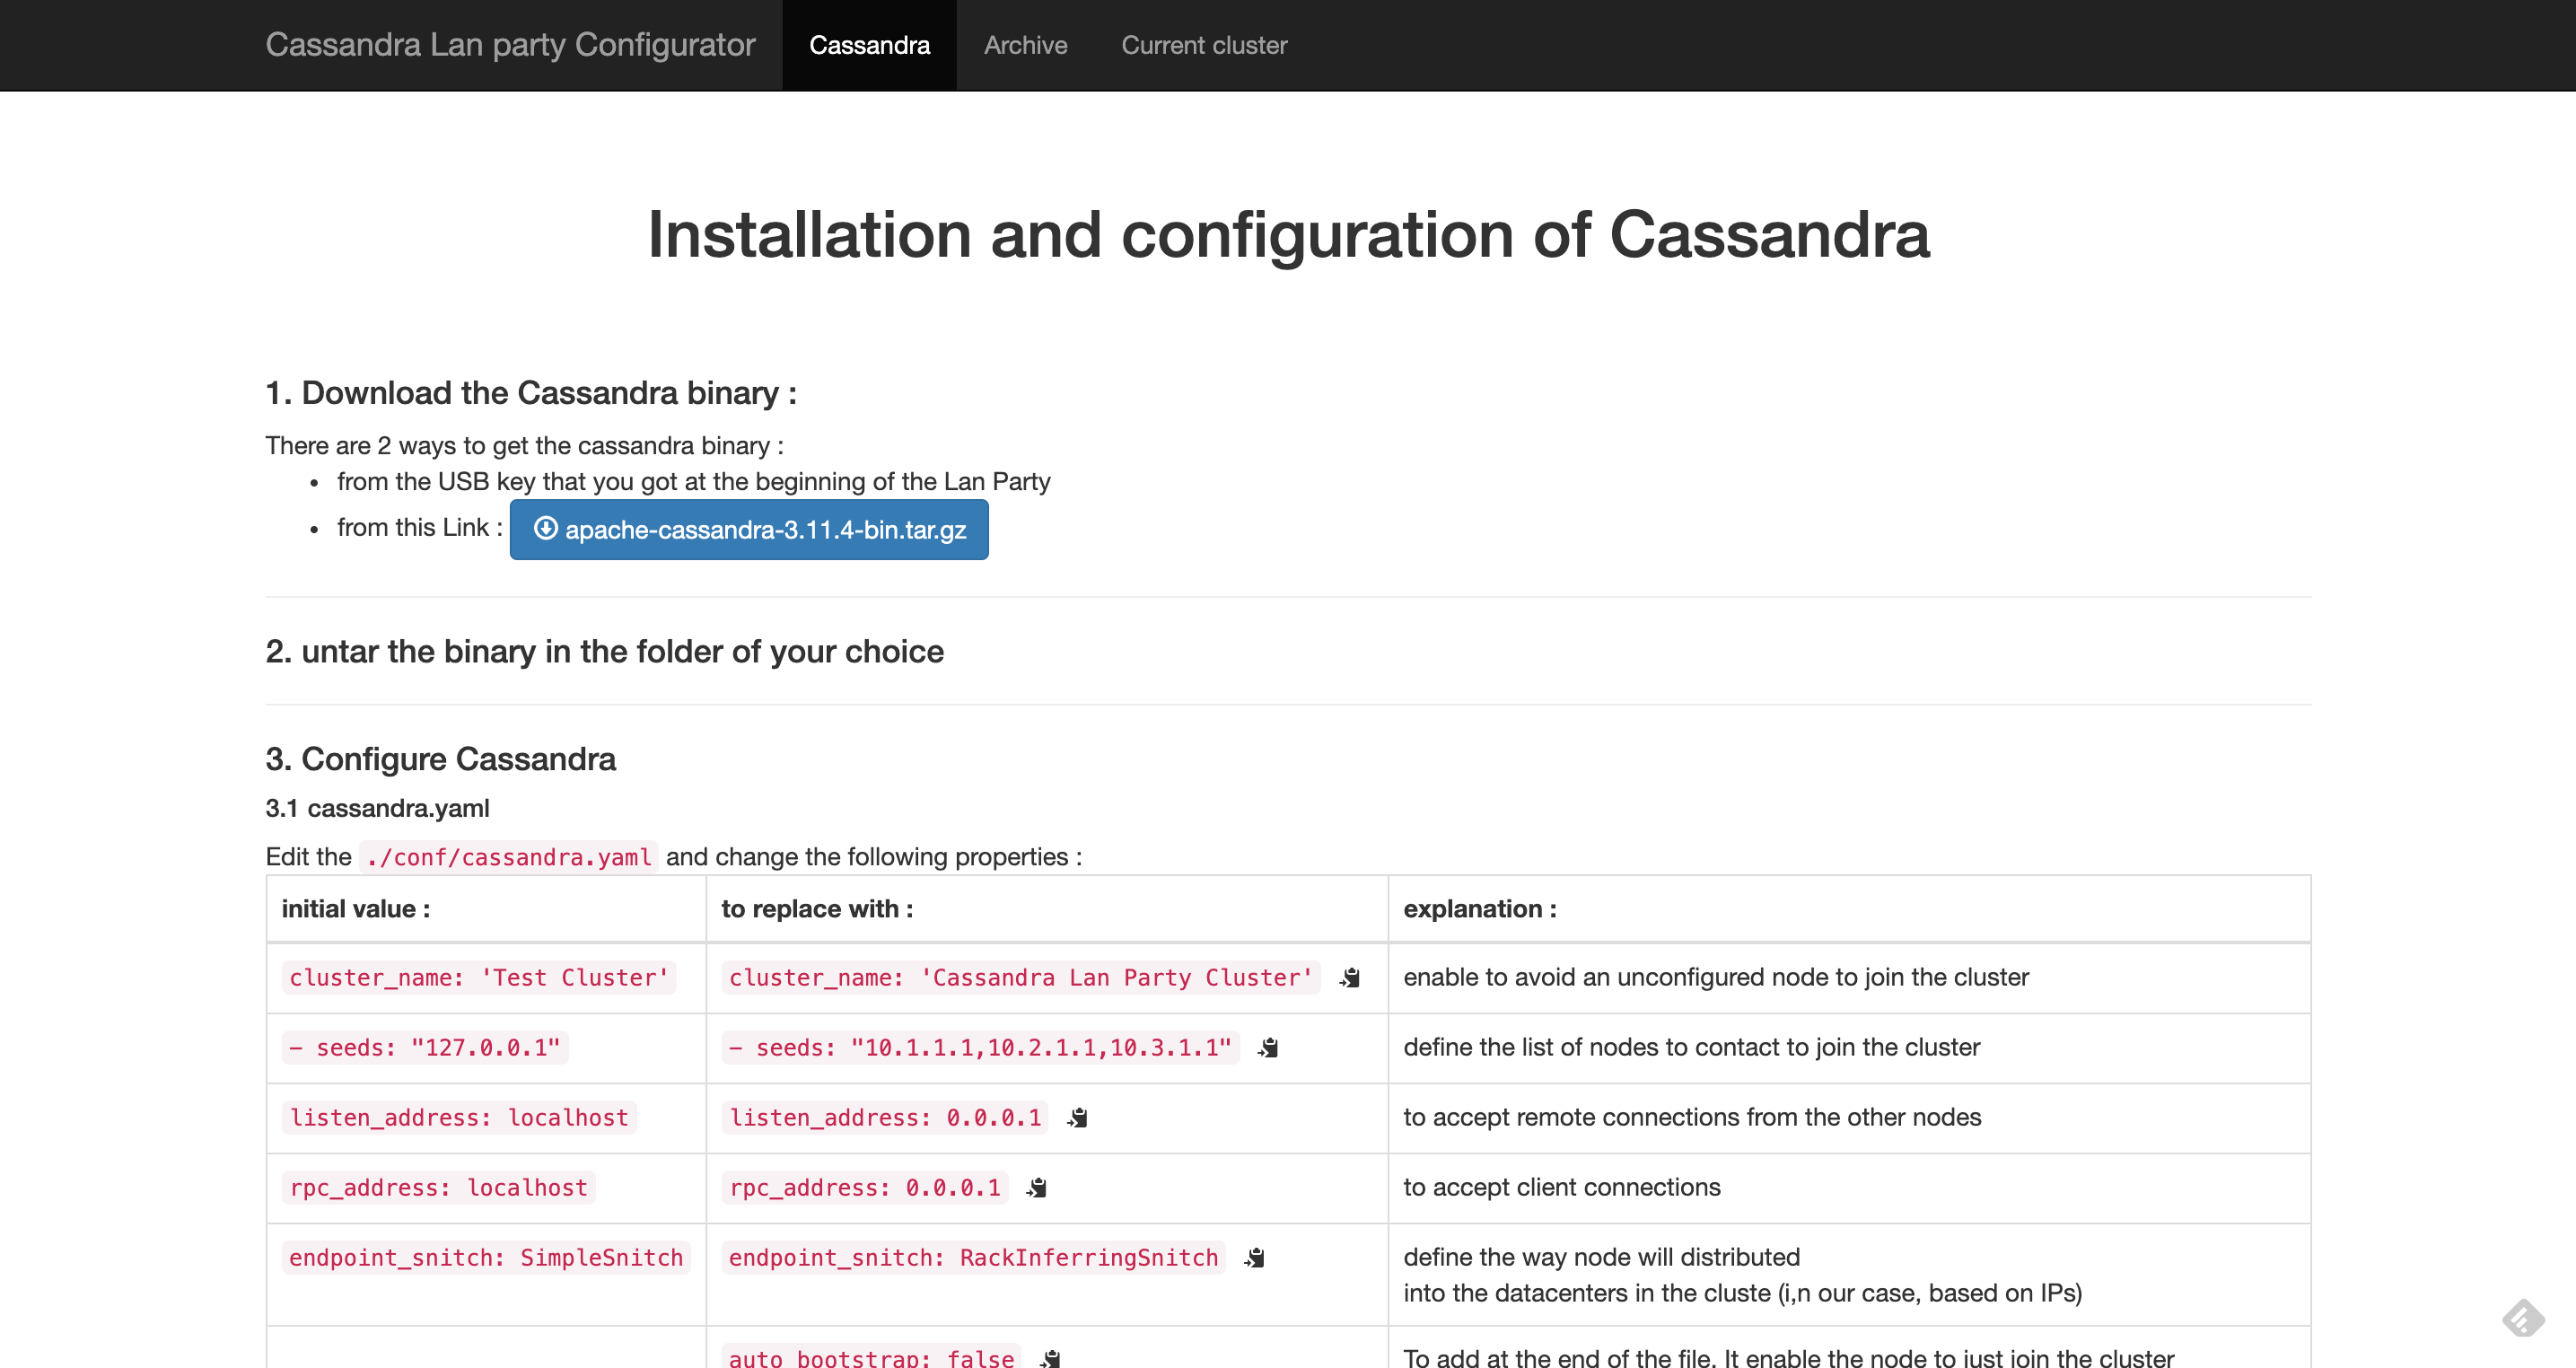 Cassandra Lan party Configurator Cassandra Archive Current cluster
Installation and configuration of Cassandra
1. Download the Cassandra binary :
There are 2 ways to get the cassandra binary :
• from the USB key that you got at the beginning of the Lan Party
• from this Link : apache-cassandra-3.11.4-bin.tar.gz
2. untar the binary in the folder of your choice
3. Configure Cassandra
3.1 cassandra.yaml
Edit the ./conf/cassandra.yaml and change the following properties :
initial value : to replace with : explanation :
cluster_name: 'Test Cluster' cluster_name: 'Cassandra Lan Party Cluster' enable to avoid an unconfigured node to join the cluster
– seeds: "127.0.0.1" – seeds: "10.1.1.1,10.2.1.1,10.3.1.1" define the list of nodes to contact to join the cluster
listen_address: localhost listen_address: 0.0.0.1 to accept remote connections from the other nodes
rpc_address: localhost rpc_address: 0.0.0.1 to accept client connections
endpoint_snitch: SimpleSnitch endpoint_snitch: RackInferringSnitch define the way node will distributed
into the datacenters in the cluste (i,n our case, based on IPs)
auto_bootstrap: false To add at the end of the file. It enable the node to just join the cluster